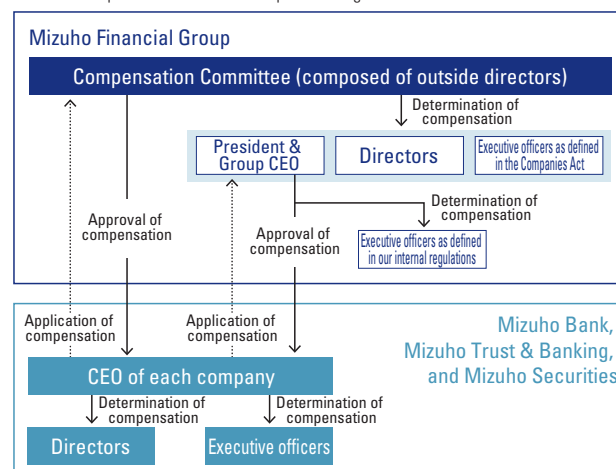 Mizuho Financial Group
Compensation Committee (composed of outside directors)
Determination of
compensation
President &
Group CEO
Directors
Executive officers as defined
in the Companies Act
Approval of
compensation
Approval of
compensation
Determination of
compensation
Executive officers as defined
in our internal regulations
Application of
compensation
Application of
compensation
Mizuho Bank,
Mizuho Trust & Banking,
and Mizuho Securities
CEO of each company
Determination of
compensation
Determination of
compensation
Directors
Executive officers